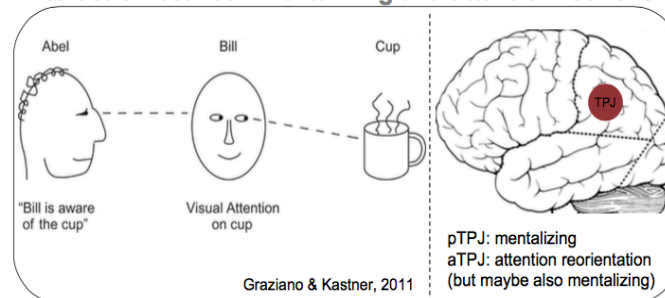 Abel
Bill
Cup
TPJ
"Bill is aware
of the cup"
Visual Attention
on cup
Graziano & Kastner, 2011
pTPJ: mentalizing
aTPJ: attention reorientation
(but maybe also mentalizing)